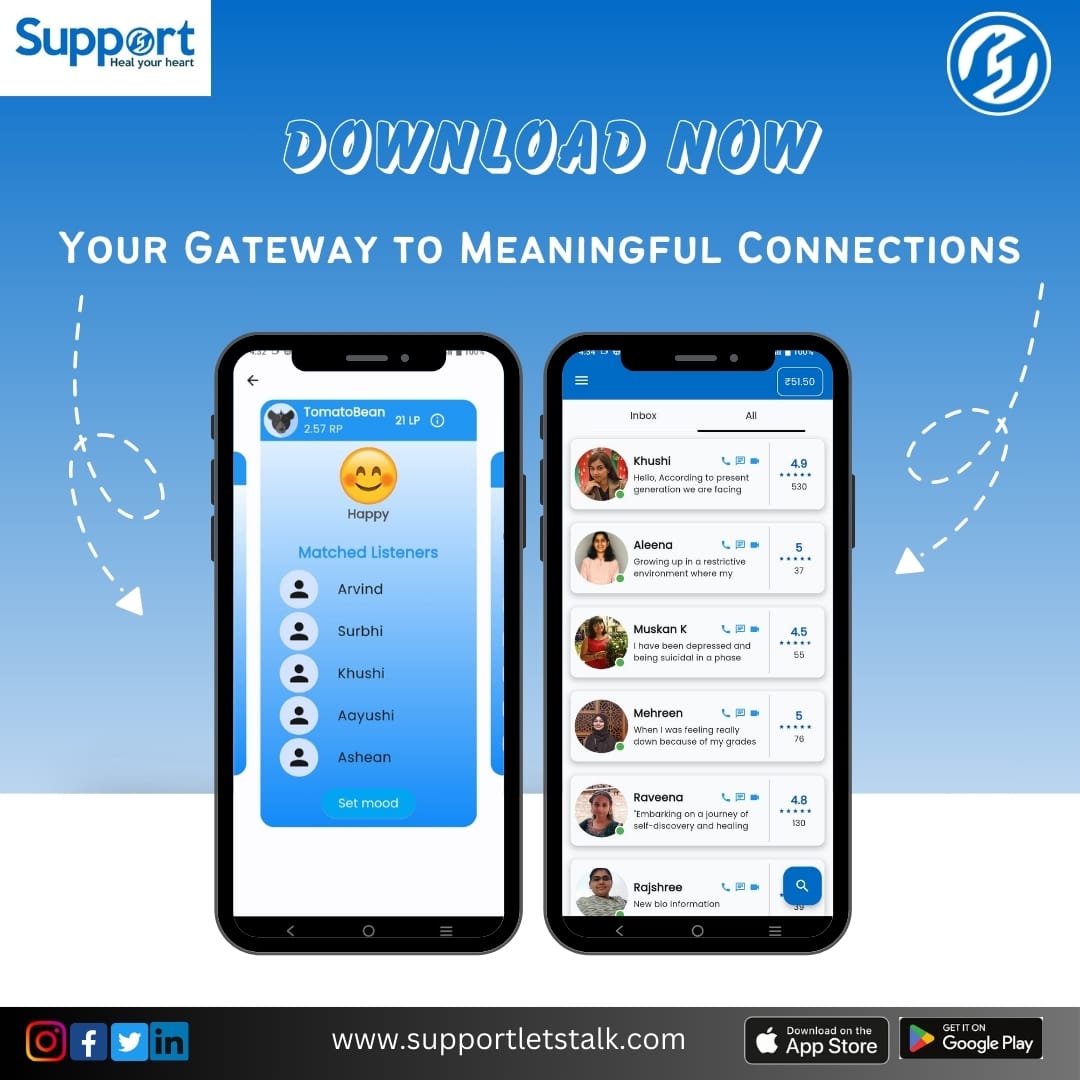 Support
Heal your heart
DOWNLOAD NOW
YOUR GATEWAY TO MEANINGFUL CONNECTIONS
TomatoBean
2.57 RP
21 LP
Happy
Matched Listeners
Arvind
Surbhi
Khushi
Aayushi
Ashean
Set mood
4:34
100%
₹51.50
Inbox
All
Khushi
Hello, According to present
generation we are facing
4.9
530
Aleena
Growing up in a restrictive
environment where my
5
37
Muskan K
I have been depressed and
being suicidal in a phase
4.5
55
Mehreen
When I was feeling really
down because of my grades
5
76
Raveena
"Embarking on a journey of
self-discovery and healing
4.8
130
Rajshree
New bio information
39
www.supportletstalk.com
Download on the
App Store
GET IT ON
Google Play